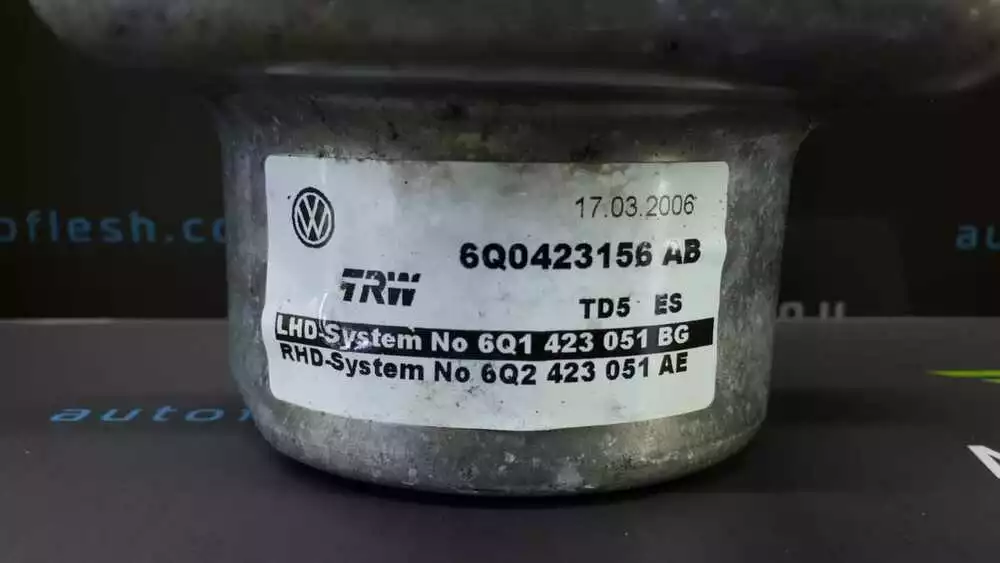 17.03.2006
6Q0423156 AB
TRW
TD5 ES
LHD-System No 6Q1 423 051 BG
RHD-System No 6Q2 423 051 AE